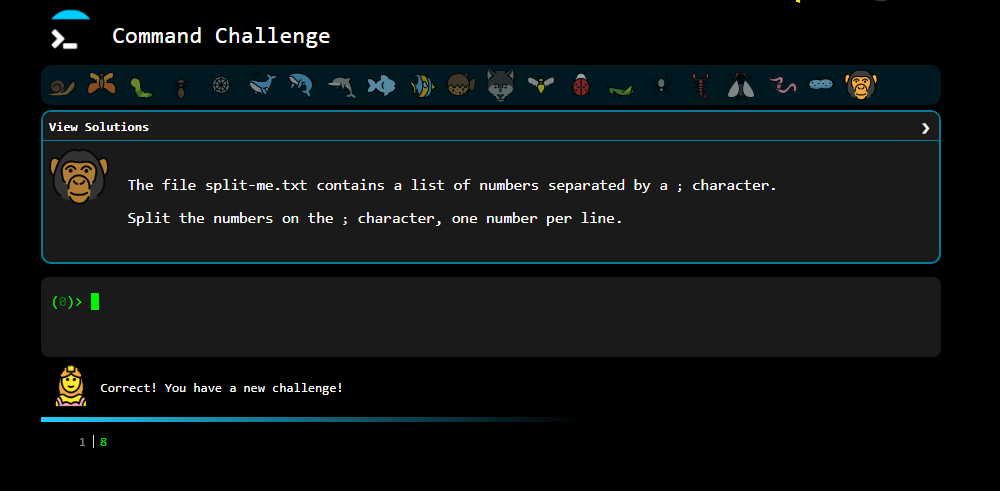 Command Challenge
View Solutions
The file split-me.txt contains a list of numbers separated by a ; character.
Split the numbers on the ; character, one number per line.
(0)>
Correct! You have a new challenge!
1 | 8